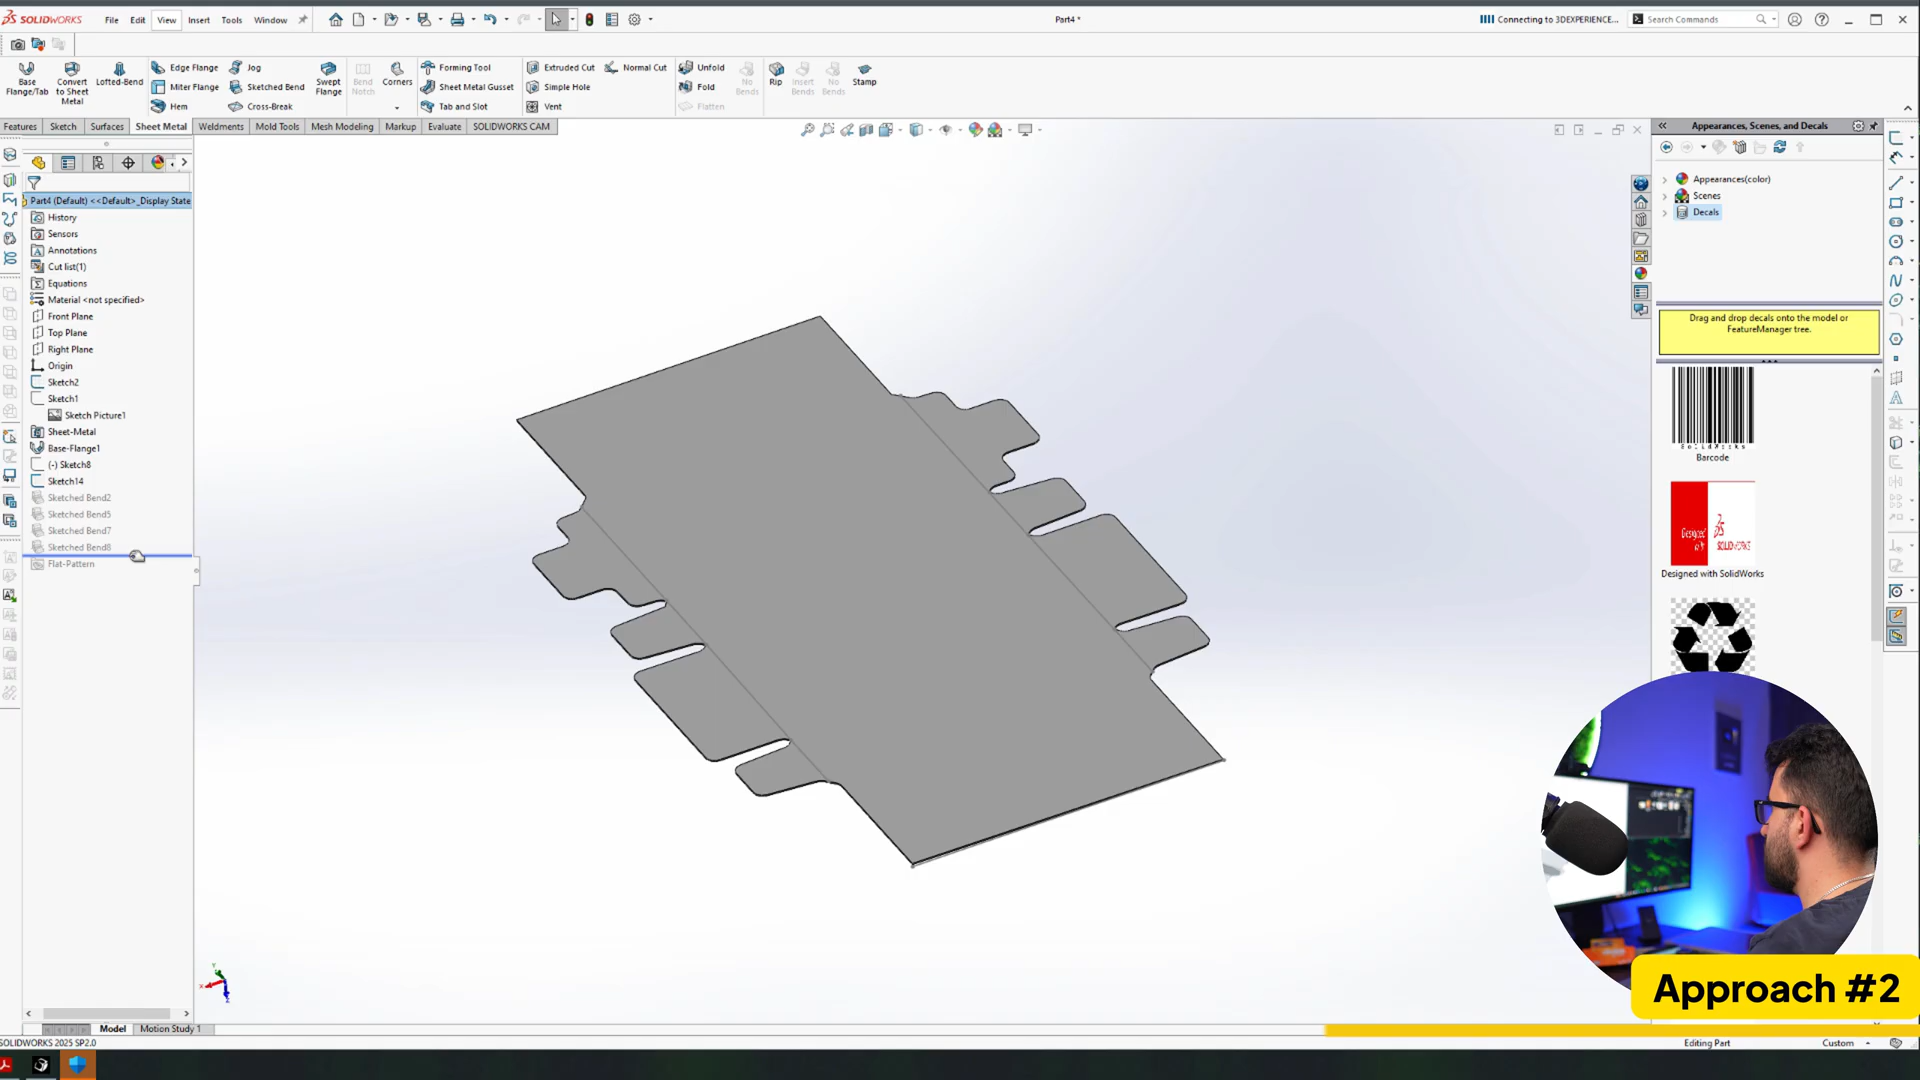 SOLIDWORKS
File
Edit
View
Insert
Tools
Window
Part4 *
Connecting to 3DEXPERIENCE...
Search Commands
Base Flange/Tab
Convert to Sheet Metal
Lofted-Bend
Edge Flange
Miter Flange
Hem
Jog
Sketched Bend
Cross-Break
Swept Flange
Bend Notch
Corners
Forming Tool
Sheet Metal Gusset
Tab and Slot
Extruded Cut
Simple Hole
Vent
Normal Cut
Unfold
Fold
Flatten
No Bends
Rip
Insert Bends
No Bends
Stamp
Features
Sketch
Surfaces
Sheet Metal
Weldments
Mold Tools
Mesh Modeling
Markup
Evaluate
SOLIDWORKS CAM
Part4 (Default) <<Default>_Display State
History
Sensors
Annotations
Cut list(1)
Equations
Material <not specified>
Front Plane
Top Plane
Right Plane
Origin
Sketch2
Sketch1
Sketch Picture1
Sheet-Metal
Base-Flange1
(-) Sketch8
Sketch14
Sketched Bend2
Sketched Bend5
Sketched Bend7
Sketched Bend8
Flat-Pattern
Appearances, Scenes, and Decals
Appearances(color)
Scenes
Decals
Drag and drop decals onto the model or
FeatureManager tree.
SolidWorks
Barcode
Designed with SOLIDWORKS
Designed with SolidWorks
Approach #2
Model
Motion Study 1
SOLIDWORKS 2025 SP2.0
Editing Part
Custom